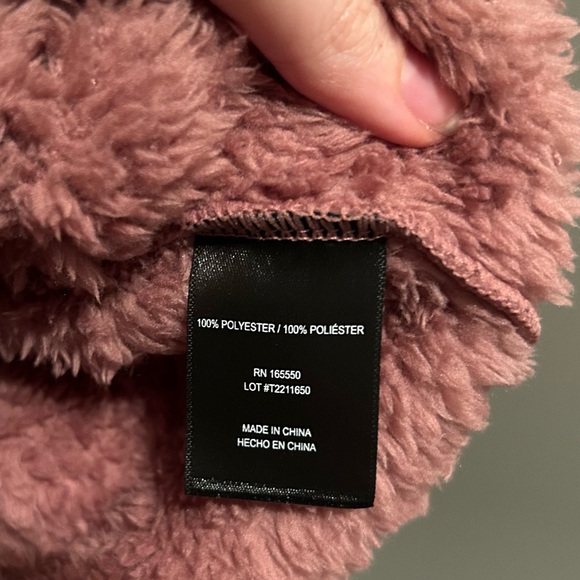 100% POLYESTER / 100% POLIÉSTER
RN 165550
LOT #T2211650
MADE IN CHINA
HECHO EN CHINA